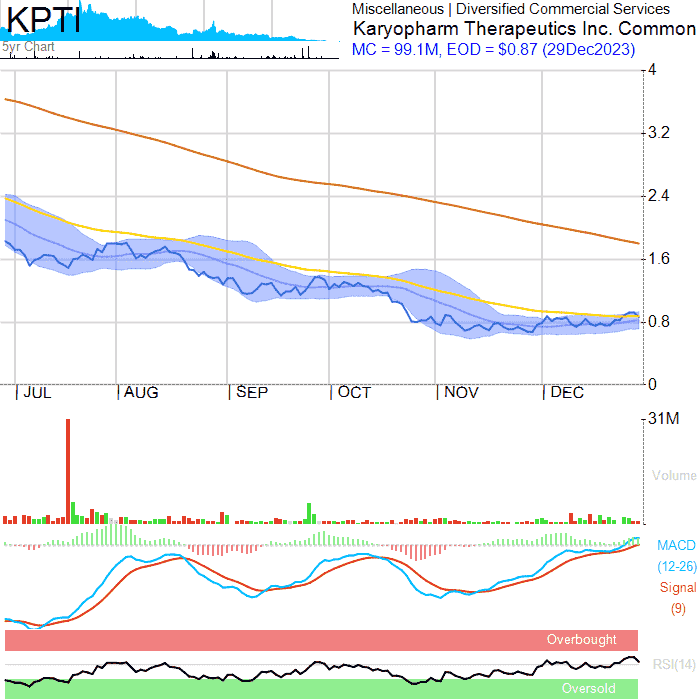 KPTI
5yr Chart
Miscellaneous | Diversified Commercial Services
Karyopharm Therapeutics Inc. Common
MC = 99.1M, EOD = $0.87 (29Dec2023)
4
3.2
2.4
1.6
0.8
0
JUL AUG SEP OCT NOV DEC
31M
Volume
MACD
(12-26)
Signal
(9)
Overbought
RSI(14)
Oversold